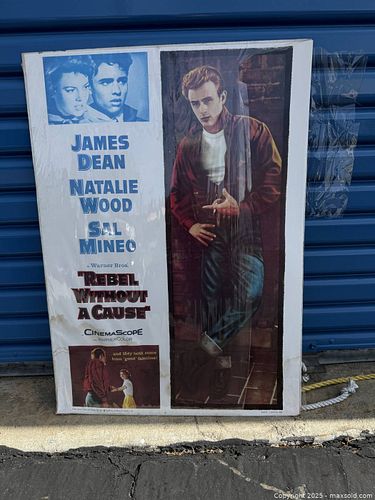 JAMES
DEAN
NATALIE
WOOD
SAL
MINEO
Warner Bros.
"REBEL
WITHOUT
A CAUSE"
CINEMASCOPE
WARNERCOLOR
and they both come
from 'good' families!
Copyright 2025 - maxsold.com